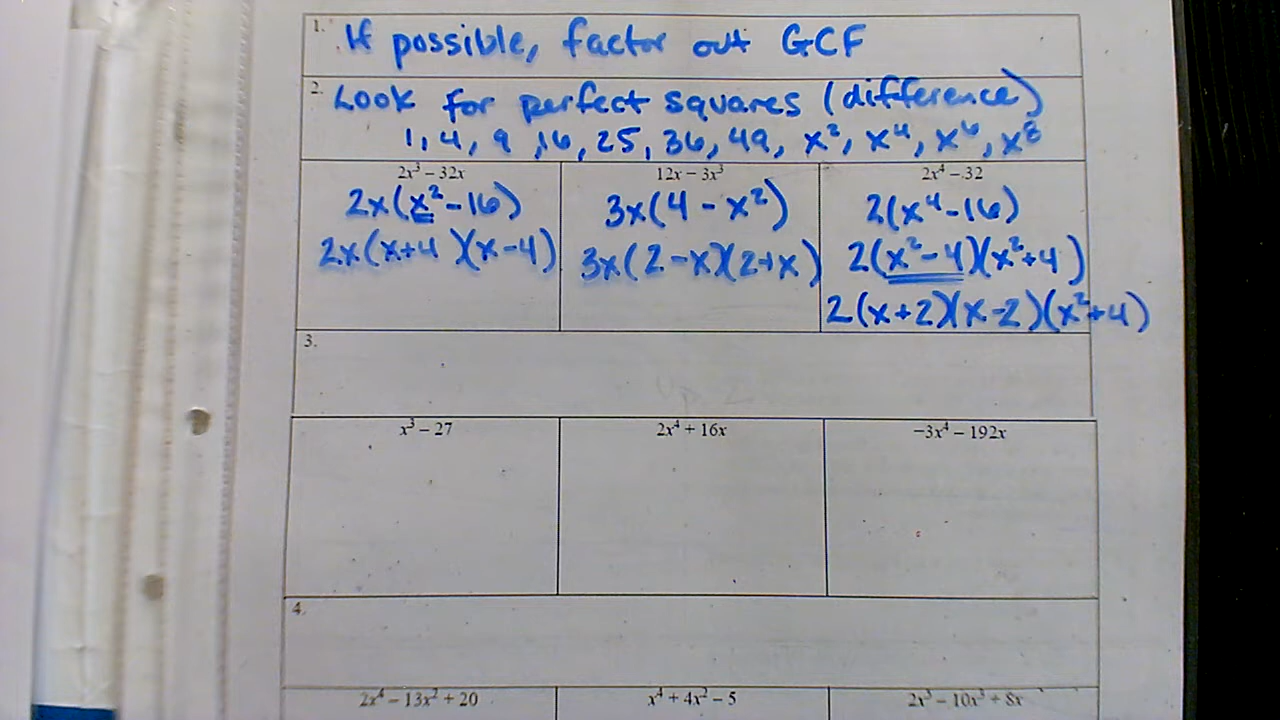 1. If possible, factor out GCF
2. Look for perfect squares (difference)
1, 4, 9, 16, 25, 36, 49, x², x⁴, x⁶, x⁸
2x³ – 32x
2x(x²-16)
2x(x+4)(x-4)
12x – 3x³
3x(4 - x²)
3x(2-x)(2+x)
2x⁴ – 32
2(x⁴-16)
2(x²-4)(x²+4)
2(x+2)(x-2)(x²+4)
3.
x³ – 27
2x⁴ + 16x
–3x⁴ – 192x
4.
2x⁴ – 13x² + 20
x⁴ + 4x² – 5
– 10x³ + 8x